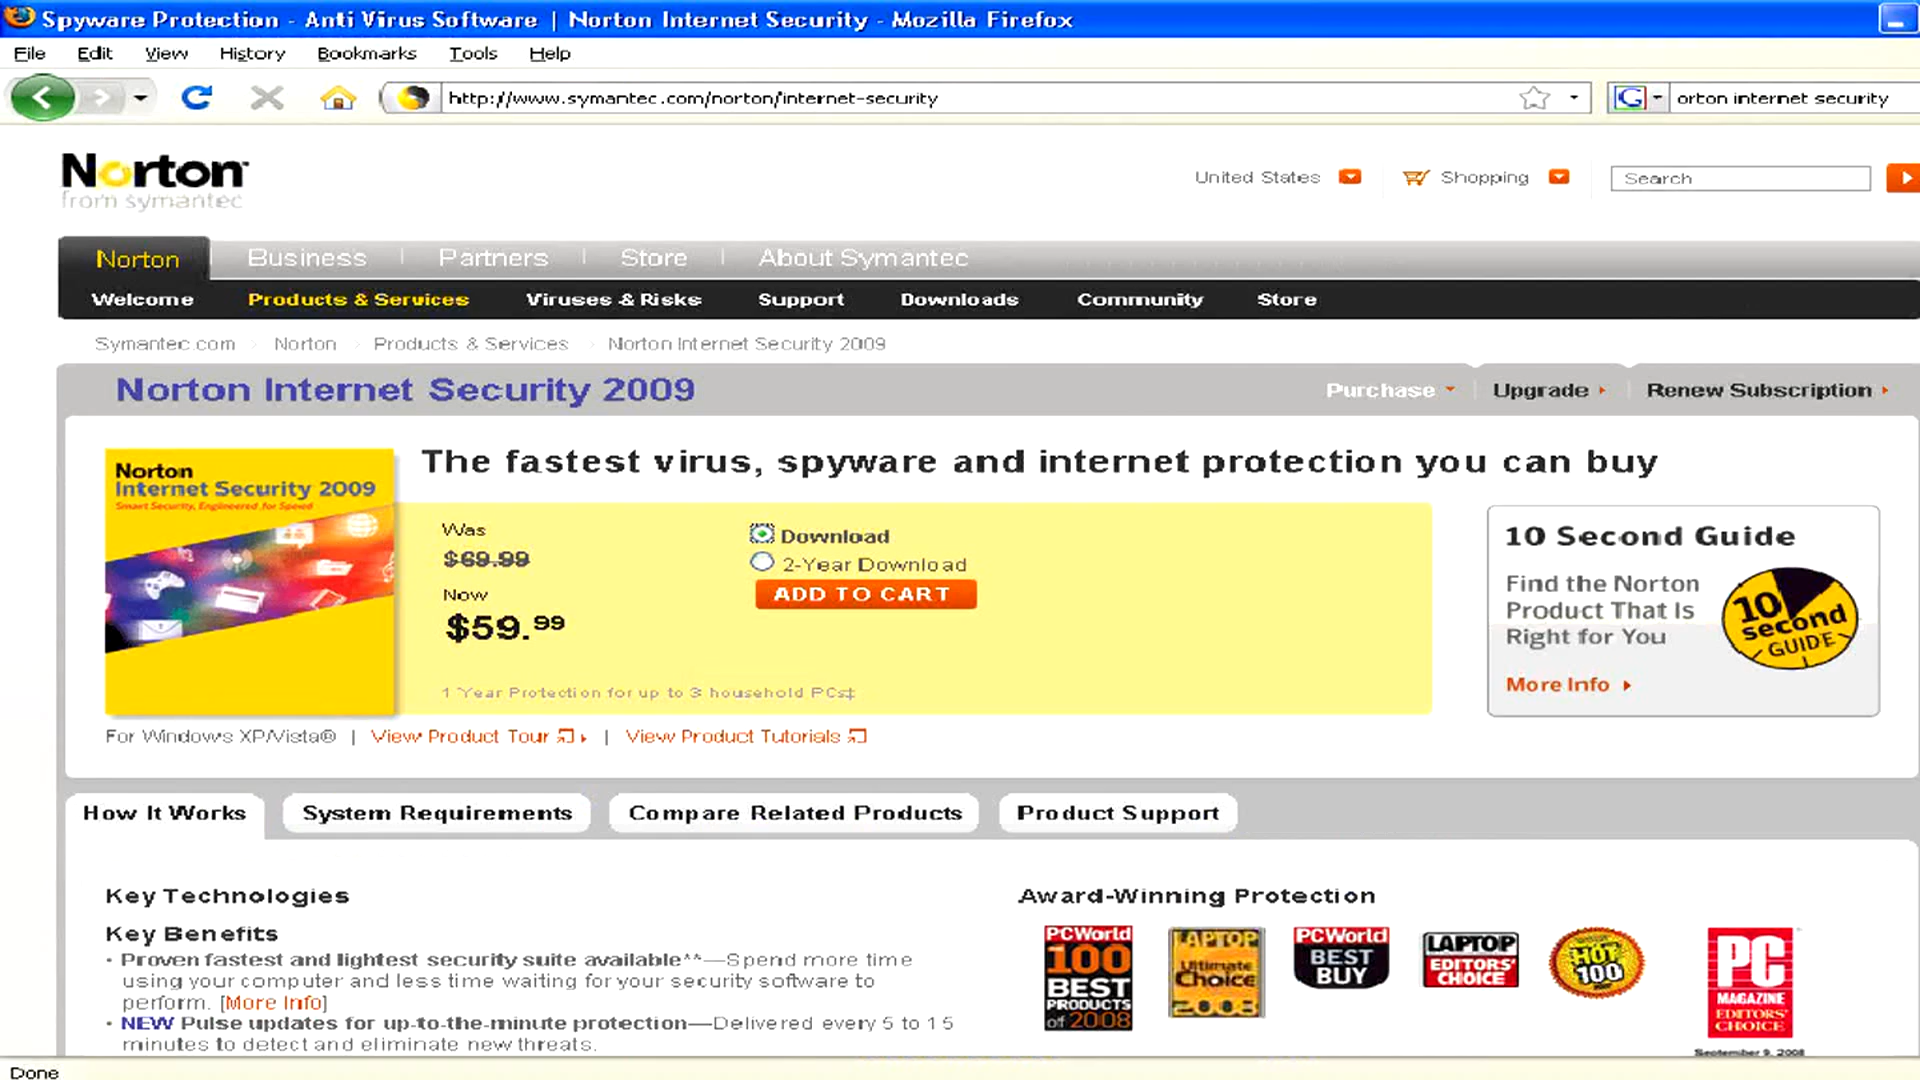 Spyware Protection - Anti Virus Software | Norton Internet Security - Mozilla Firefox
File Edit View History Bookmarks Tools Help
http://www.symantec.com/norton/internet-security
orton internet security
Norton
from symantec
United States Shopping Search
Norton Business Partners Store About Symantec
Welcome Products & Services Viruses & Risks Support Downloads Community Store
Symantec.com Norton Products & Services Norton Internet Security 2009
Norton Internet Security 2009
Purchase Upgrade Renew Subscription
The fastest virus, spyware and internet protection you can buy
Norton
Internet Security 2009
Smart Security, Engineered for Speed
Was
$69.99
Now
$59.99
Download
2-Year Download
ADD TO CART
1 Year Protection for up to 3 household PCs‡
10 Second Guide
Find the Norton
Product That Is
Right for You
More Info
10
second
GUIDE
For Windows XP/Vista® | View Product Tour | View Product Tutorials
How It Works System Requirements Compare Related Products Product Support
Key Technologies
Key Benefits
• Proven fastest and lightest security suite available^^—Spend more time
using your computer and less time waiting for your security software to
perform. [More Info]
• NEW Pulse updates for up-to-the-minute protection—Delivered every 5 to 15
minutes to detect and eliminate new threats.
Award-Winning Protection
PCWorld
100
BEST
PRODUCTS
of 2008
LAPTOP
Ultimate
Choice
2008
PCWorld
BEST
BUY
LAPTOP
EDITORS'
CHOICE
HOT
100
PC
MAGAZINE
EDITORS'
CHOICE
September 9, 2008
Done